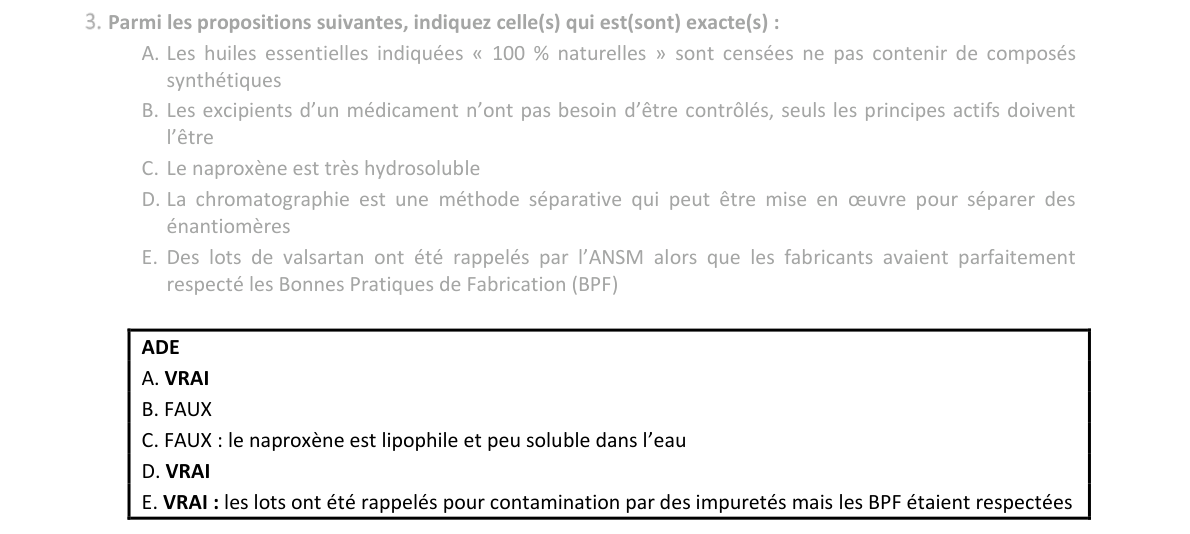 3. Parmi les propositions suivantes, indiquez celle(s) qui est(sont) exacte(s) :
A. Les huiles essentielles indiquées « 100 % naturelles » sont censées ne pas contenir de composés
synthétiques
B. Les excipients d’un médicament n’ont pas besoin d’être contrôlés, seuls les principes actifs doivent
l’être
C. Le naproxène est très hydrosoluble
D. La chromatographie est une méthode séparative qui peut être mise en œuvre pour séparer des
énantiomères
E. Des lots de valsartan ont été rappelés par l’ANSM alors que les fabricants avaient parfaitement
respecté les Bonnes Pratiques de Fabrication (BPF)
ADE
A. VRAI
B. FAUX
C. FAUX : le naproxène est lipophile et peu soluble dans l’eau
D. VRAI
E. VRAI : les lots ont été rappelés pour contamination par des impuretés mais les BPF étaient respectées